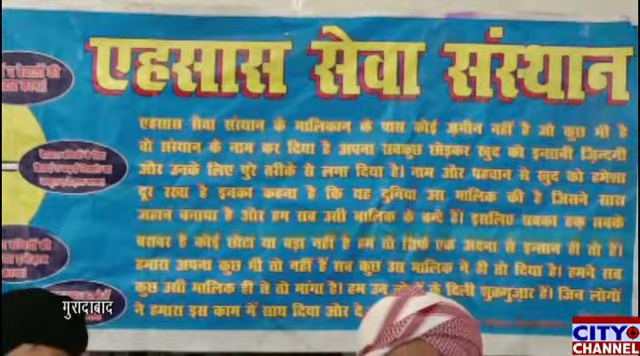 एहसास सेवा संस्थान
एहसास सेवा संस्थान के मालिकान के पास कोई ज़मीन नहीं है जो कुछ भी है
वो संस्थान के नाम कर दिया है अपना सबकुछ छोड़कर खुद को इन्सानी ज़िन्दगी
और उनके लिए पुरे तरीके से लगा दिया है। नाम और पहचान से खुद को हमेशा
दूर रखा है इनका कहना है कि यह दुनिया उस मालिक की है जिसने सारा
जहान बनाया है और हम सब उसी मालिक के बन्दे हैं। इसलिए सबका हक़ सबके
बराबर है कोई छोटा या बड़ा नहीं है हम तो सिर्फ एक अदना से इन्सान ही तो हैं।
हमारा अपना कुछ भी तो नहीं है सब कुछ उस मालिक ने ही तो दिया है। हमने सब
कुछ उसी मालिक ही से तो मांगा है। हम उन के दिली शुक्रगुज़ार हैं। जिन लोगों
ने हमारा इस काम में साथ दिया और दे
मुरादाबाद
CITY
CHANNEL